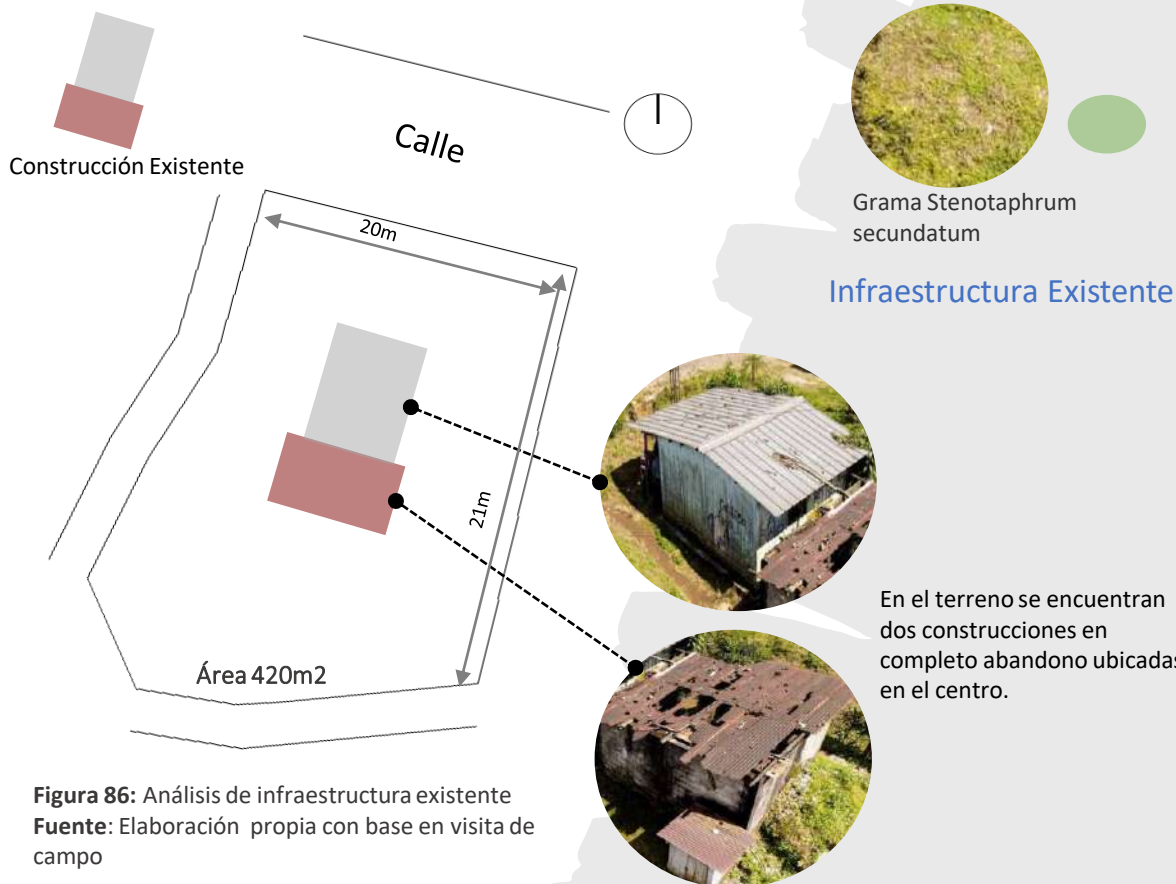 Construcción Existente
Calle
20m
21m
Área 420m2
Grama Stenotaphrum
secundatum
Infraestructura Existente
En el terreno se encuentran
dos construcciones en
completo abandono ubicadas
en el centro.
Figura 86: Análisis de infraestructura existente
Fuente: Elaboración propia con base en visita de
campo